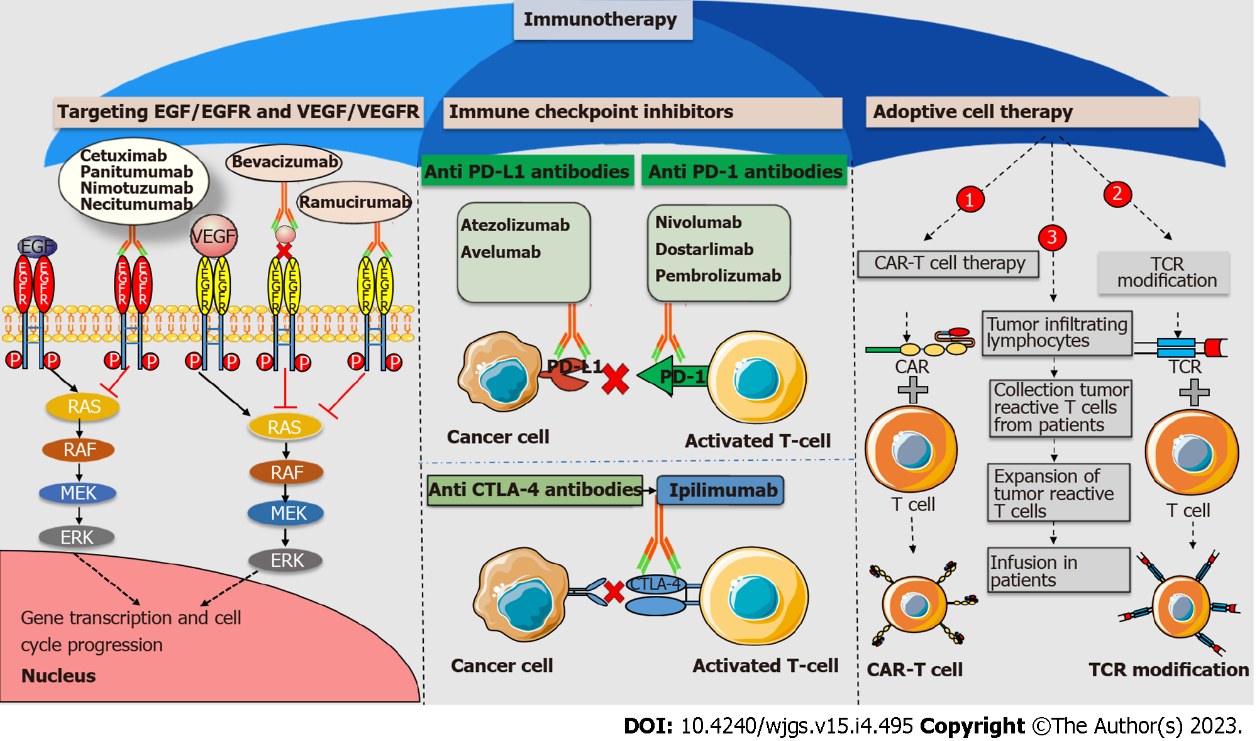 Immunotherapy
Targeting EGF/EGFR and VEGF/VEGFR
Cetuximab
Panitumumab
Nimotuzumab
Necitumumab
Bevacizumab
Ramucirumab
EGF
VEGF
EGFR
EGFR
EGFR
EGFR
VEGFR
VEGFR
VEGFR
VEGFR
VEGFR
VEGFR
P
P
P
P
P
P
P
P
P
P
RAS
RAF
MEK
ERK
RAS
RAF
MEK
ERK
Gene transcription and cell
cycle progression
Nucleus
Immune checkpoint inhibitors
Anti PD-L1 antibodies
Anti PD-1 antibodies
Atezolizumab
Avelumab
Nivolumab
Dostarlimab
Pembrolizumab
PD-L1
PD-1
Cancer cell
Activated T-cell
Anti CTLA-4 antibodies
Ipilimumab
CTLA-4
Cancer cell
Activated T-cell
Adoptive cell therapy
1
2
3
CAR-T cell therapy
CAR
T cell
CAR-T cell
Tumor infiltrating
lymphocytes
Collection tumor
reactive T cells
from patients
Expansion of
tumor reactive
T cells
Infusion in
patients
TCR
modification
TCR
T cell
TCR modification
DOI: 10.4240/wjgs.v15.i4.495 Copyright ©The Author(s) 2023.